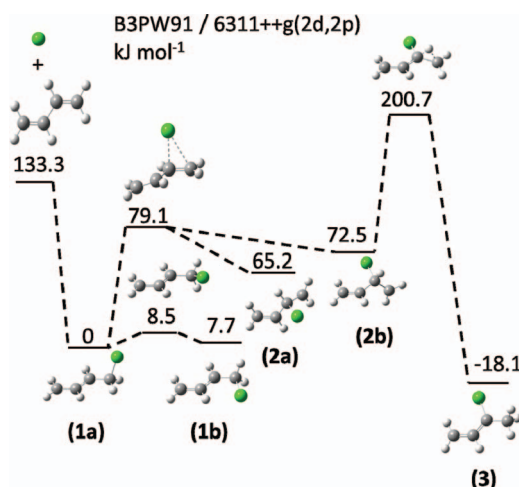 B3PW91 / 6311++g(2d,2p)
kJ mol-1
+
133.3
200.7
79.1
72.5
65.2
8.5
7.7
0
-18.1
(2a)
(2b)
(1a)
(1b)
(3)